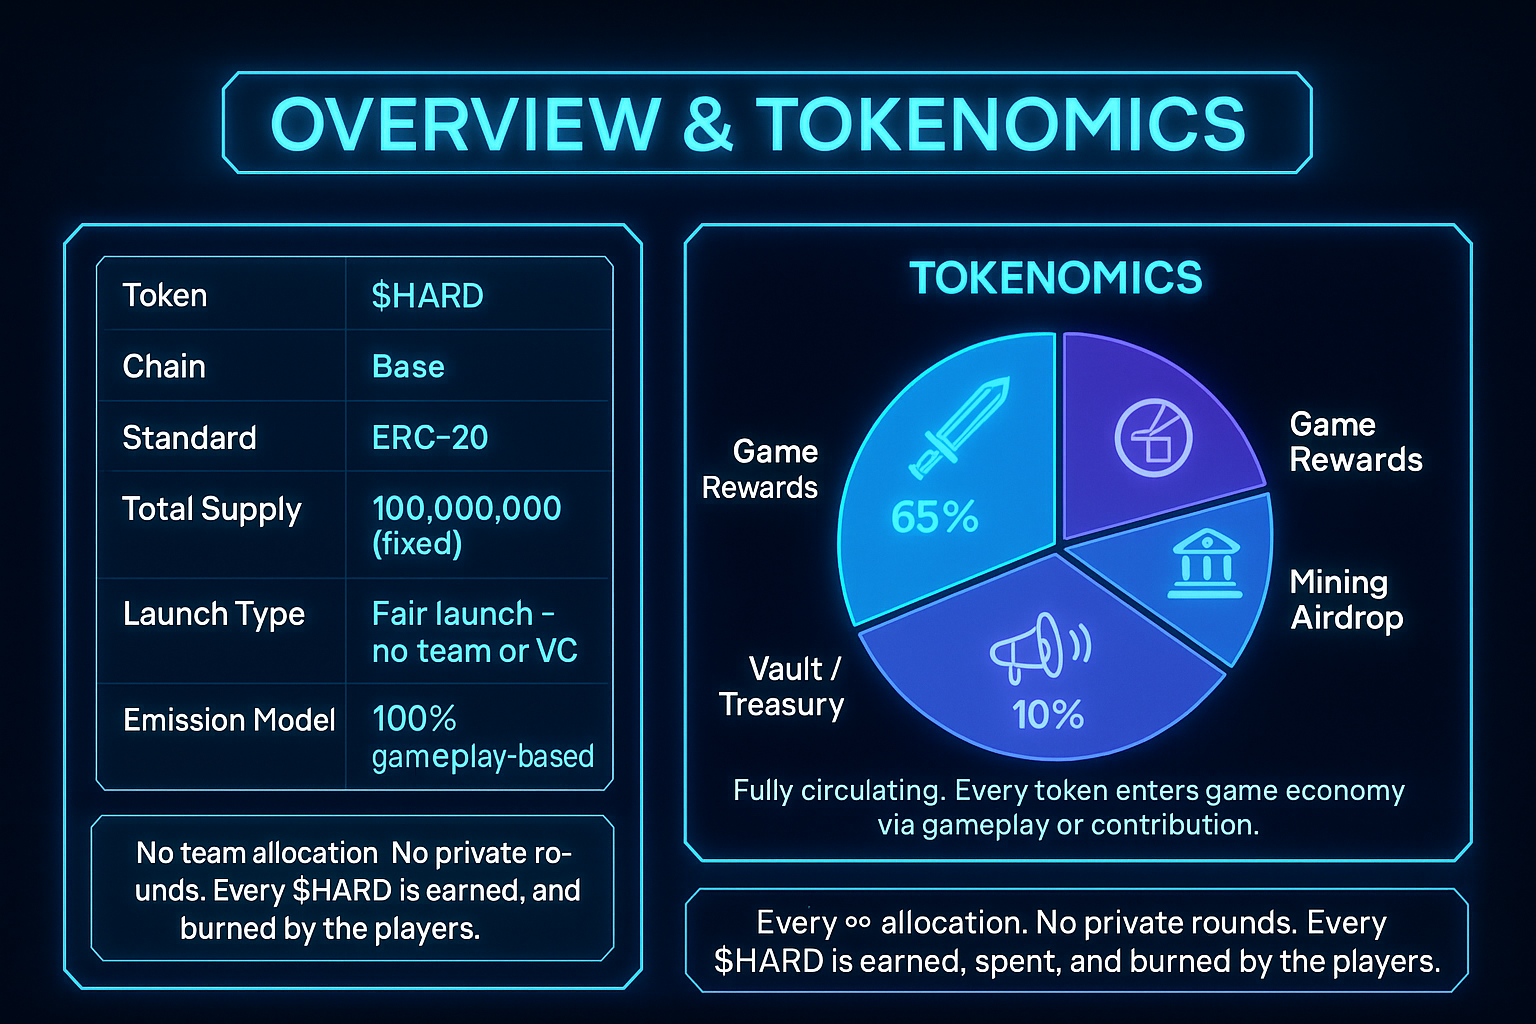 OVERVIEW & TOKENOMICS
Token
$HARD
Chain
Base
Standard
ERC-20
Total Supply
100,000,000
(fixed)
Launch Type
Fair launch -
no team or VC
Emission Model
100%
gameplay-based
No team allocation No private ro-
unds. Every $HARD is earned, and
burned by the players.
TOKENOMICS
Game
Rewards
65%
Game
Rewards
Mining
Airdrop
Vault /
Treasury
10%
Fully circulating. Every token enters game economy
via gameplay or contribution.
Every ∞ allocation. No private rounds. Every
$HARD is earned, spent, and burned by the players.